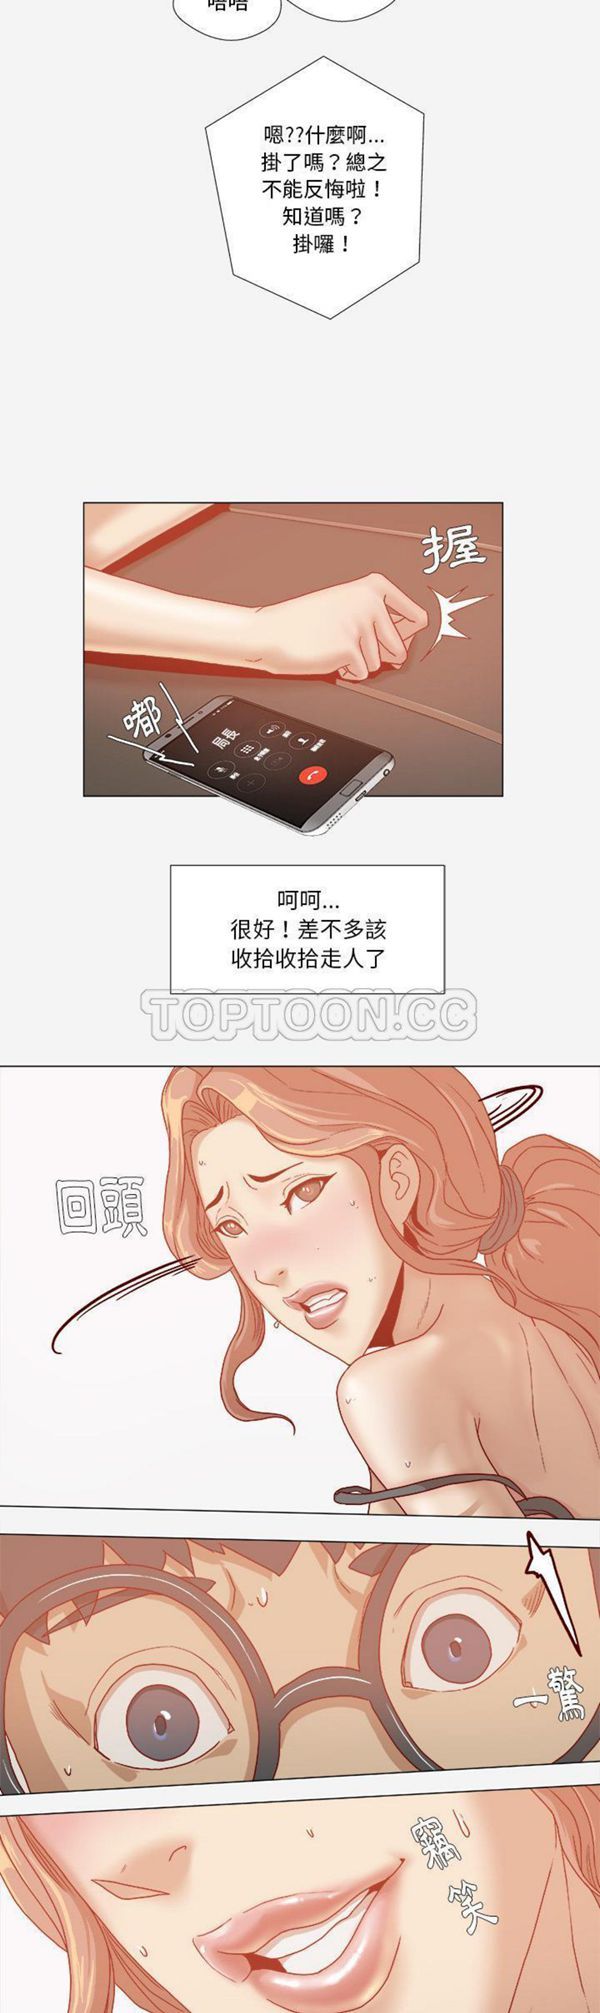 唔唔
嗯??什麼啊...
掛了嗎？總之
不能反悔啦！
知道嗎？
掛囉！
握
嘟
局長
呵呵...
很好！差不多該
收拾收拾走人了
TOPTOON.CC
回頭
一驚
竊笑